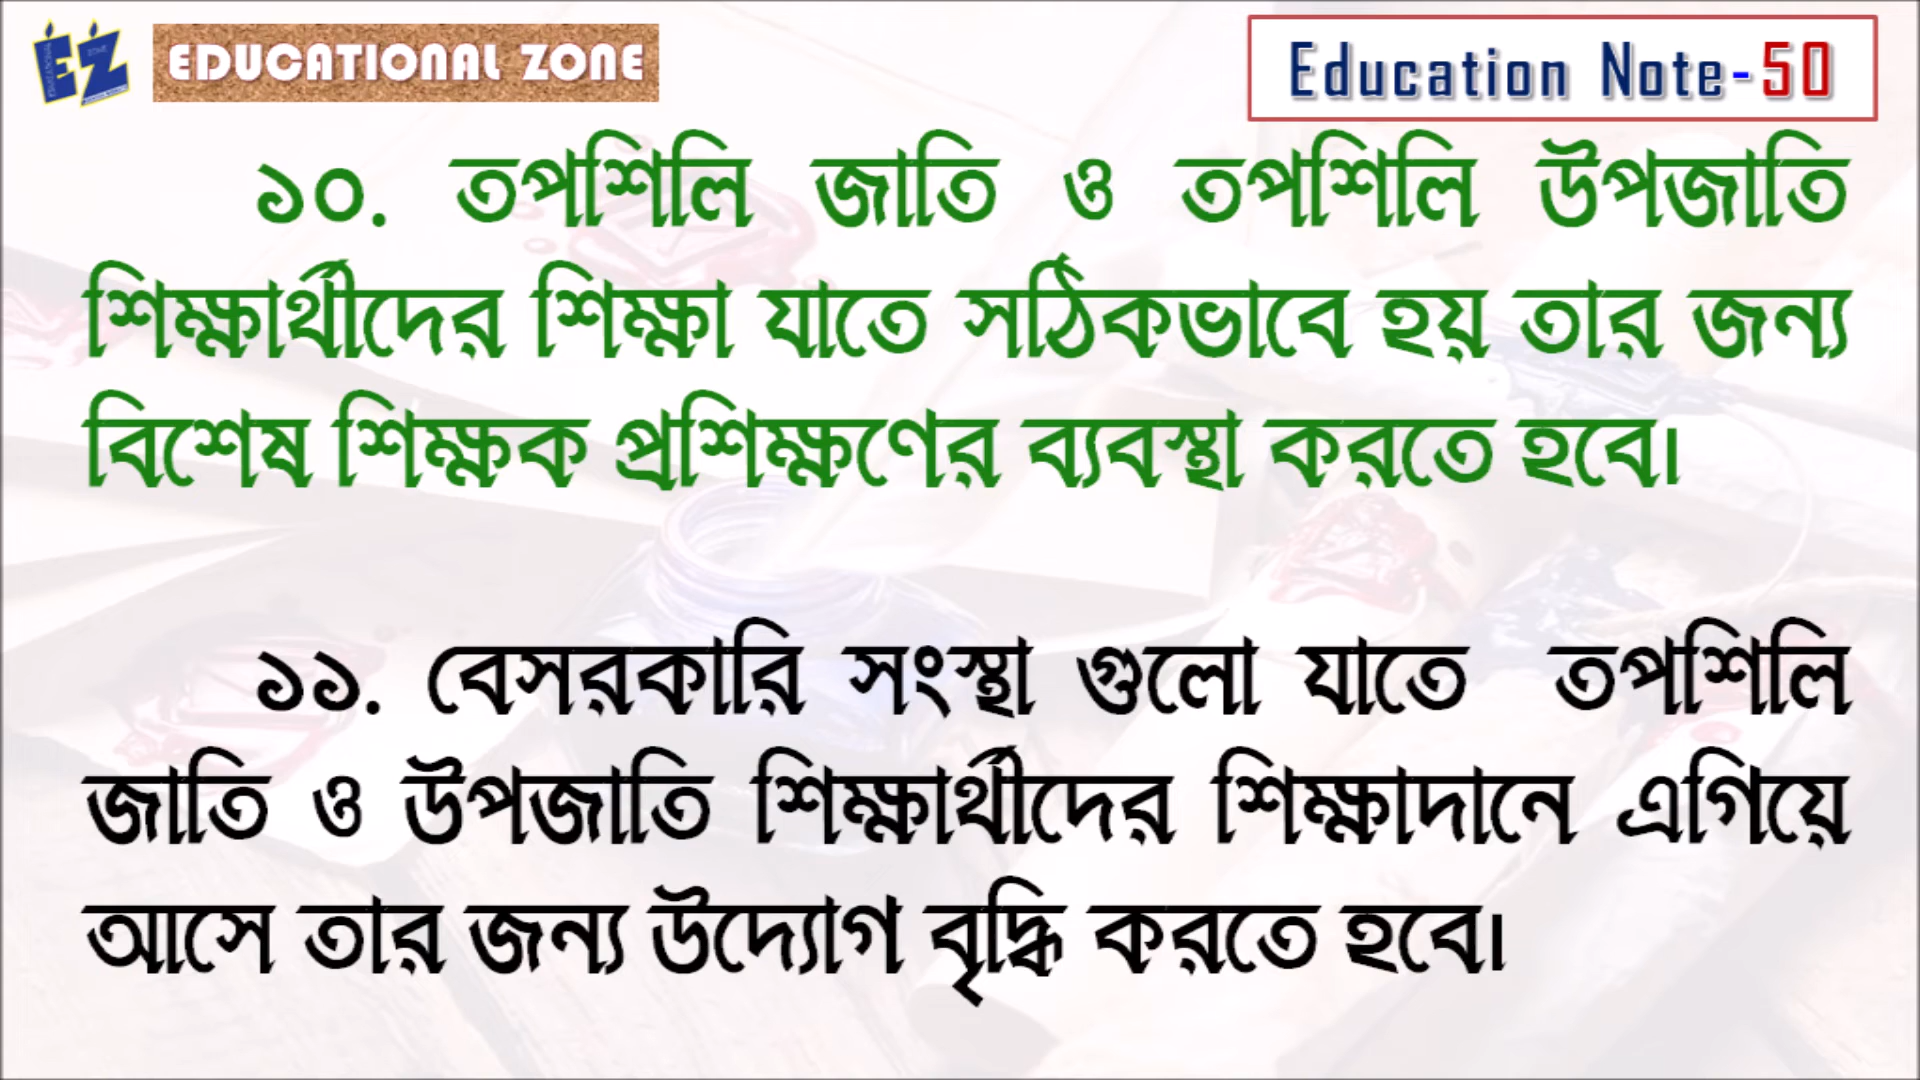 EZ EDUCATIONAL ZONE
Education Note-50
১০. তপশিলি জাতি ও তপশিলি উপজাতি
শিক্ষার্থীদের শিক্ষা যাতে সঠিকভাবে হয় তার জন্য
বিশেষ শিক্ষক প্রশিক্ষণের ব্যবস্থা করতে হবে।
১১. বেসরকারি সংস্থা গুলো যাতে তপশিলি
জাতি ও উপজাতি শিক্ষার্থীদের শিক্ষাদানে এগিয়ে
আসে তার জন্য উদ্যোগ বৃদ্ধি করতে হবে।